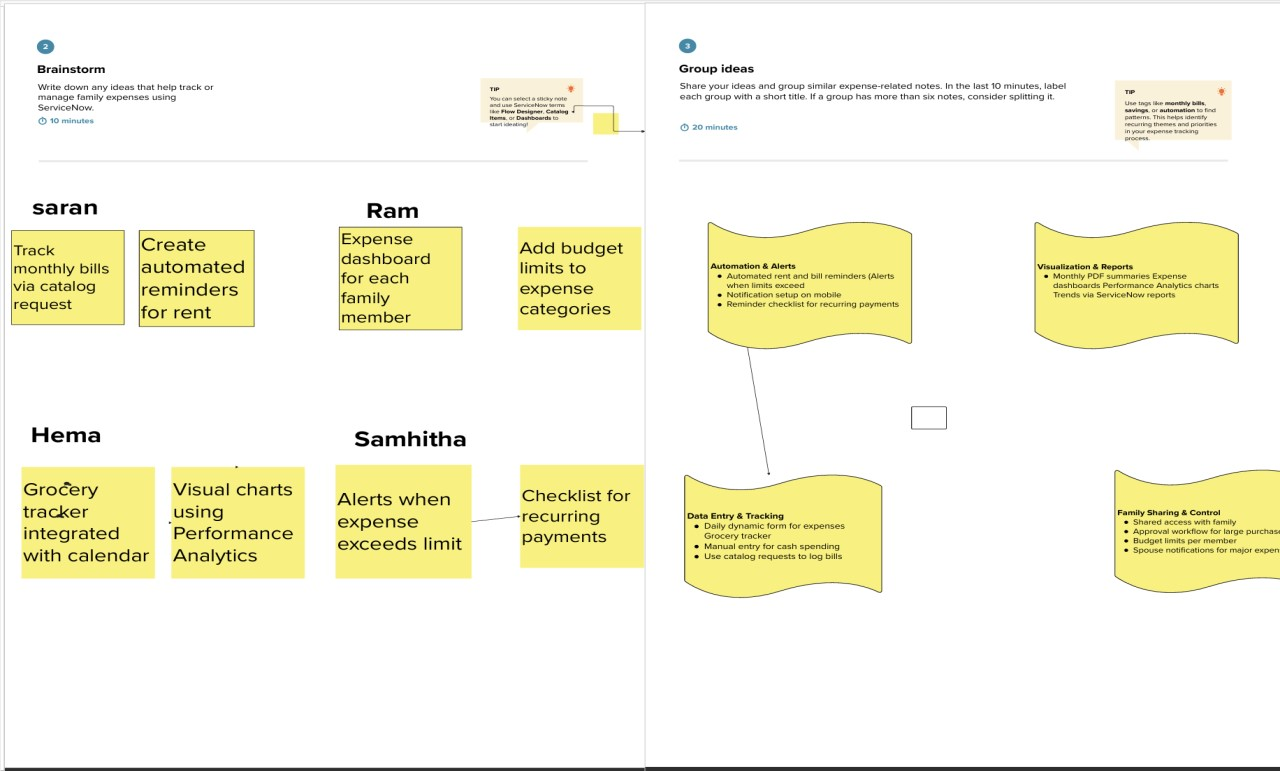 2
Brainstorm
Write down any ideas that help track or
manage family expenses using
ServiceNow.
10 minutes
TIP
You can select a sticky note
and use ServiceNow terms
like Flow Designer, Catalog
Items, or Dashboards to
start ideating!
saran
Track
monthly bills
via catalog
request
Create
automated
reminders
for rent
Ram
Expense
dashboard
for each
family
member
Add budget
limits to
expense
categories
Hema
Grocery
tracker
integrated
with calendar
Visual charts
using
Performance
Analytics
Samhitha
Alerts when
expense
exceeds limit
Checklist for
recurring
payments
3
Group ideas
Share your ideas and group similar expense-related notes. In the last 10 minutes, label
each group with a short title. If a group has more than six notes, consider splitting it.
20 minutes
TIP
Use tags like monthly bills,
savings, or automation to find
patterns. This helps identify
recurring themes and priorities
in your expense tracking
process.
Automation & Alerts
● Automated rent and bill reminders (Alerts
when limits exceed
● Notification setup on mobile
● Reminder checklist for recurring payments
Visualization & Reports
● Monthly PDF summaries Expense
dashboards Performance Analytics charts
Trends via ServiceNow reports
Data Entry & Tracking
● Daily dynamic form for expenses
Grocery tracker
● Manual entry for cash spending
● Use catalog requests to log bills
Family Sharing & Control
● Shared access with family
● Approval workflow for large purchase
● Budget limits per member
● Spouse notifications for major expen